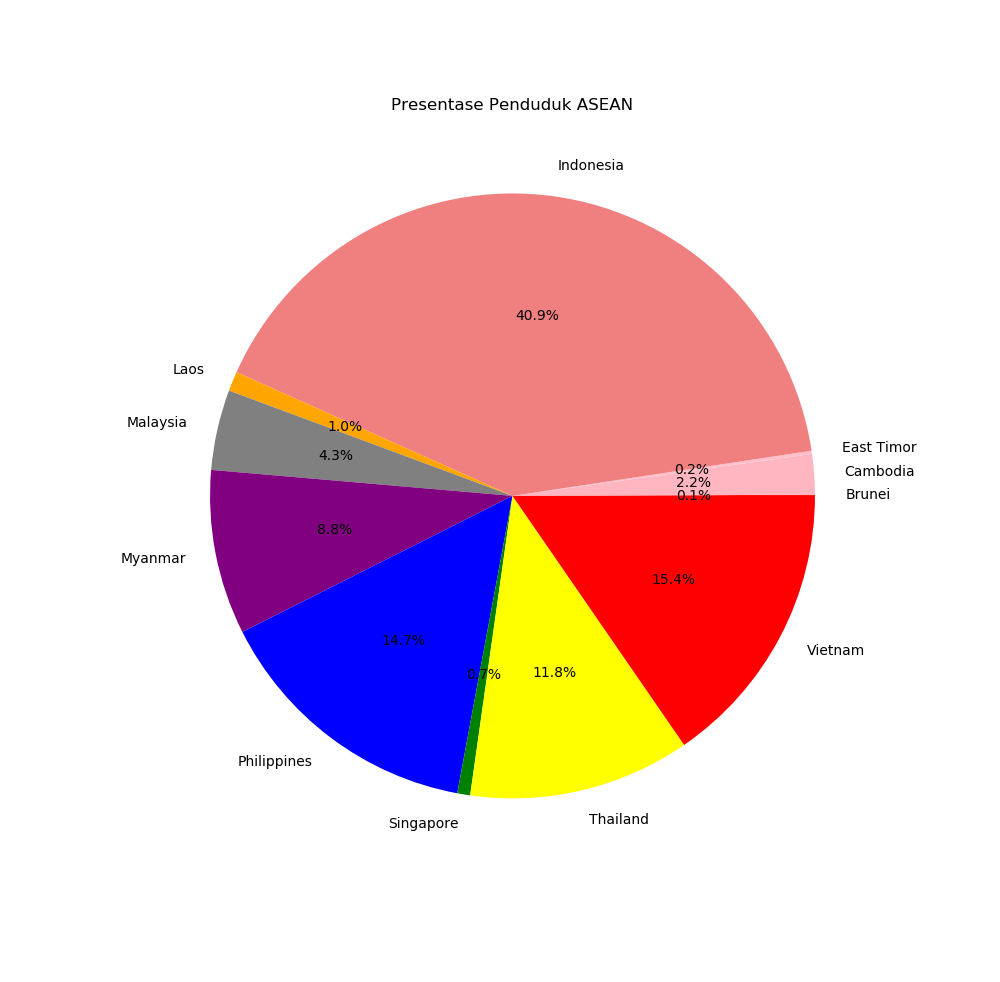 Presentase Penduduk ASEAN
Indonesia
40.9%
Laos
1.0%
Malaysia
4.3%
East Timor
0.2%
Cambodia
2.2%
Brunei
0.1%
Myanmar
8.8%
15.4%
Vietnam
14.7%
0.7%
11.8%
Philippines
Singapore
Thailand